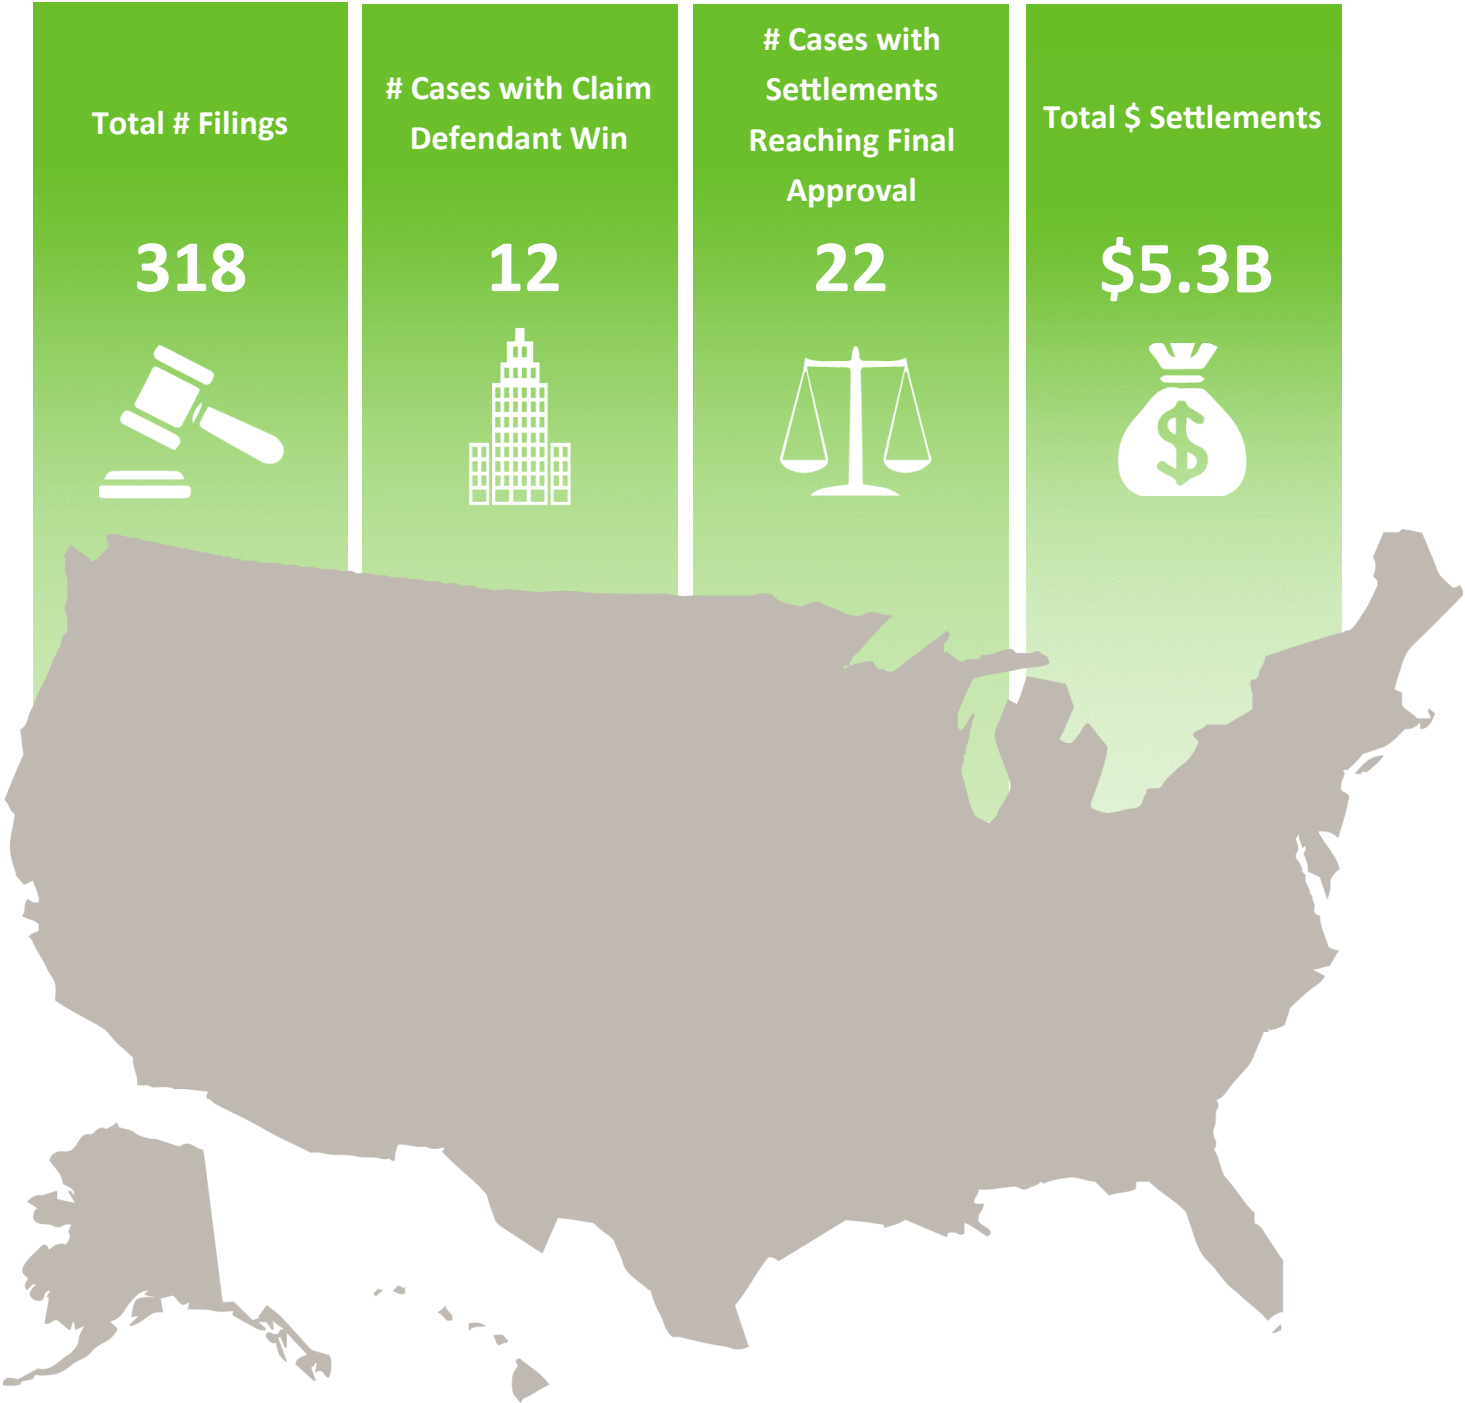 Total # Filings
318
# Cases with Claim
Defendant Win
12
# Cases with
Settlements
Reaching Final
Approval
22
Total $ Settlements
$5.3B
$